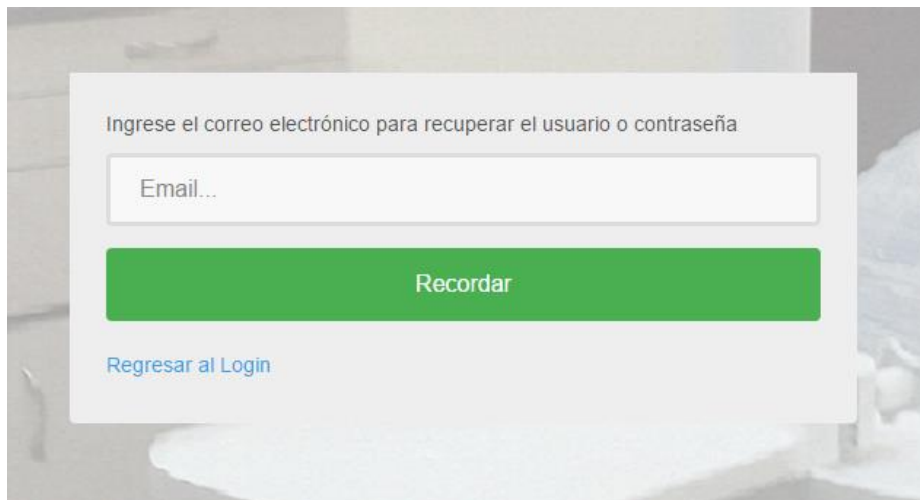 Ingrese el correo electrónico para recuperar el usuario o contraseña
Email...
Recordar
Regresar al Login